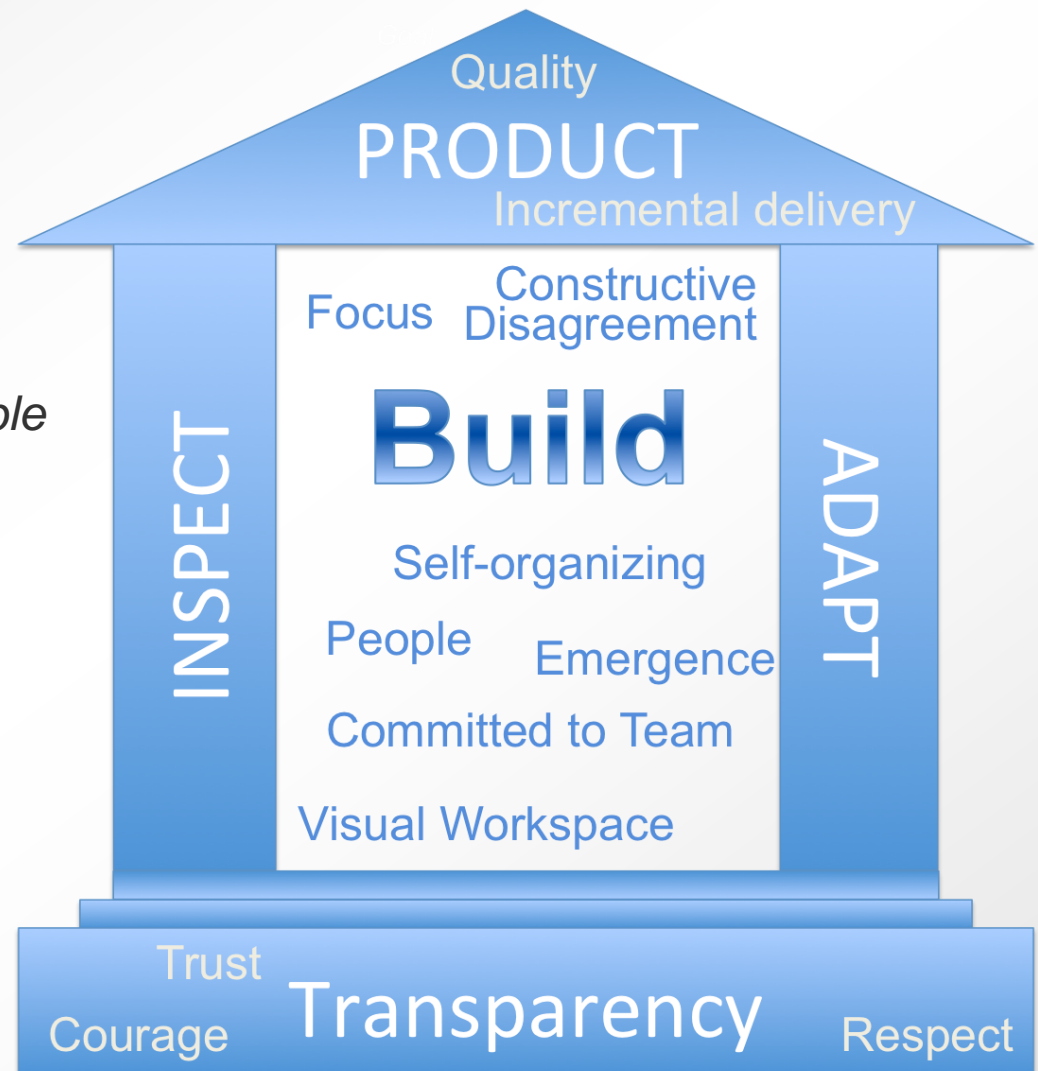 Quality
PRODUCT
Incremental delivery
Focus
Constructive
Disagreement
Build
INSPECT
ADAPT
Self-organizing
People
Emergence
Committed to Team
Visual Workspace
Trust
Transparency
Courage
Respect